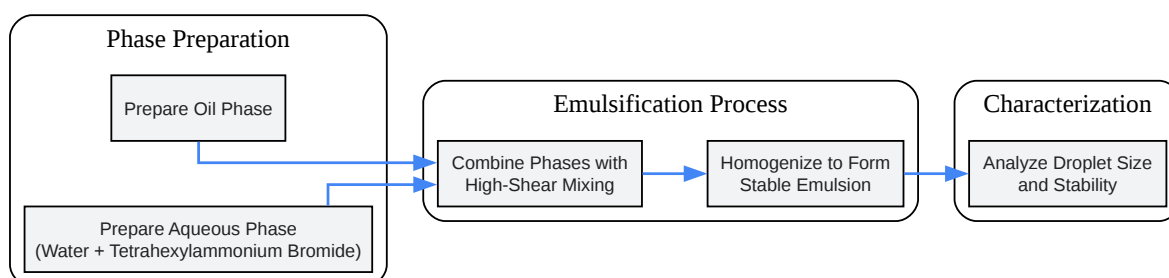 Phase Preparation
Prepare Oil Phase
Prepare Aqueous Phase
(Water + Tetrahexylammonium Bromide)
Emulsification Process
Combine Phases with
High-Shear Mixing
Homogenize to Form
Stable Emulsion
Characterization
Analyze Droplet Size
and Stability